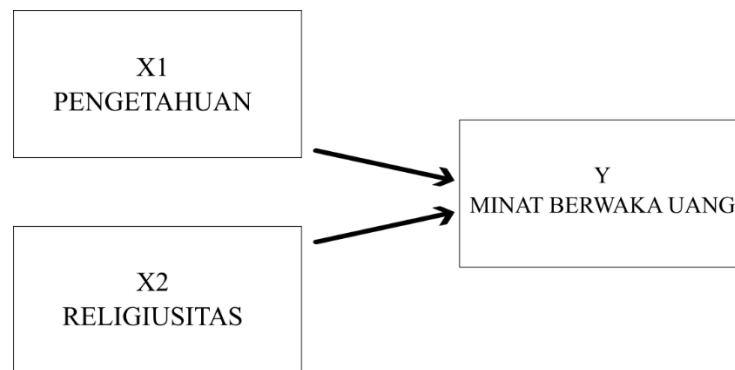 X1
PENGETAHUAN
Y
MINAT BERWAKA UANG
X2
RELIGIUSITAS